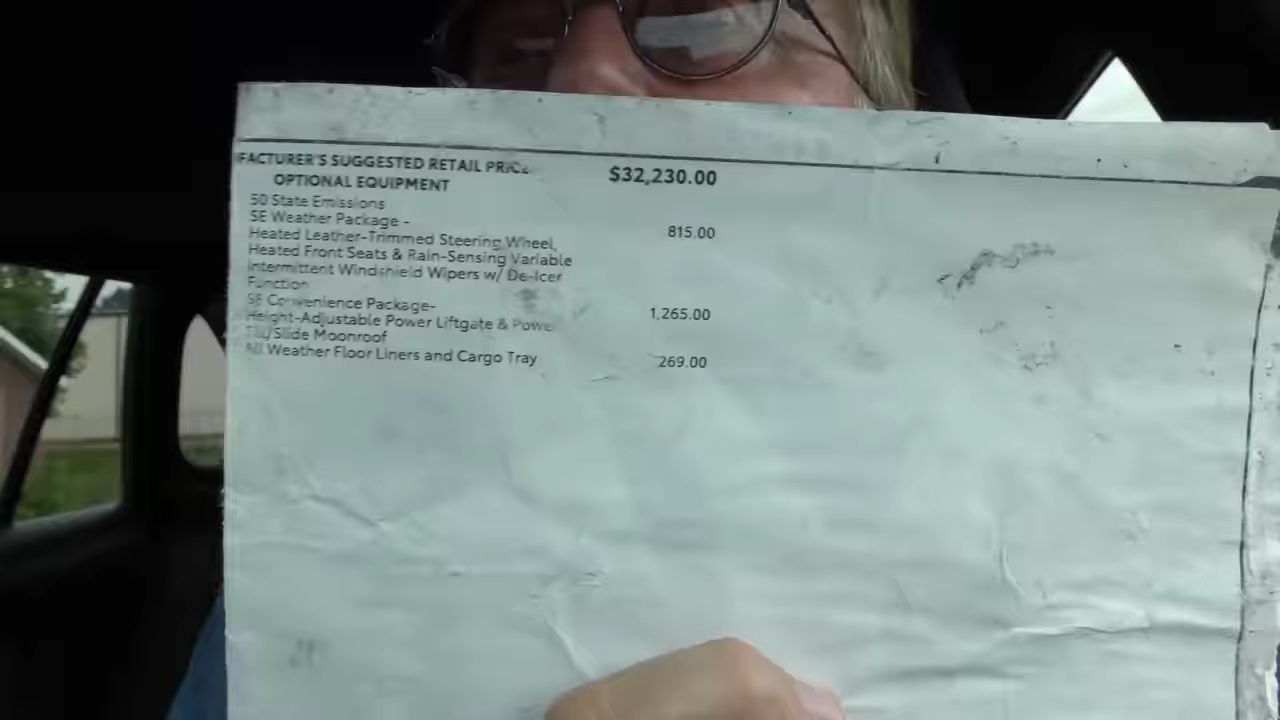 FACTURER'S SUGGESTED RETAIL PRICE $32,230.00
OPTIONAL EQUIPMENT
50 State Emissions
SE Weather Package - 815.00
Heated Leather-Trimmed Steering Wheel,
Heated Front Seats & Rain-Sensing Variable
Intermittent Windshield Wipers w/ De-Icer
Function
SE Convenience Package- 1,265.00
Height-Adjustable Power Liftgate & Power
Tilt/Slide Moonroof
All Weather Floor Liners and Cargo Tray 269.00